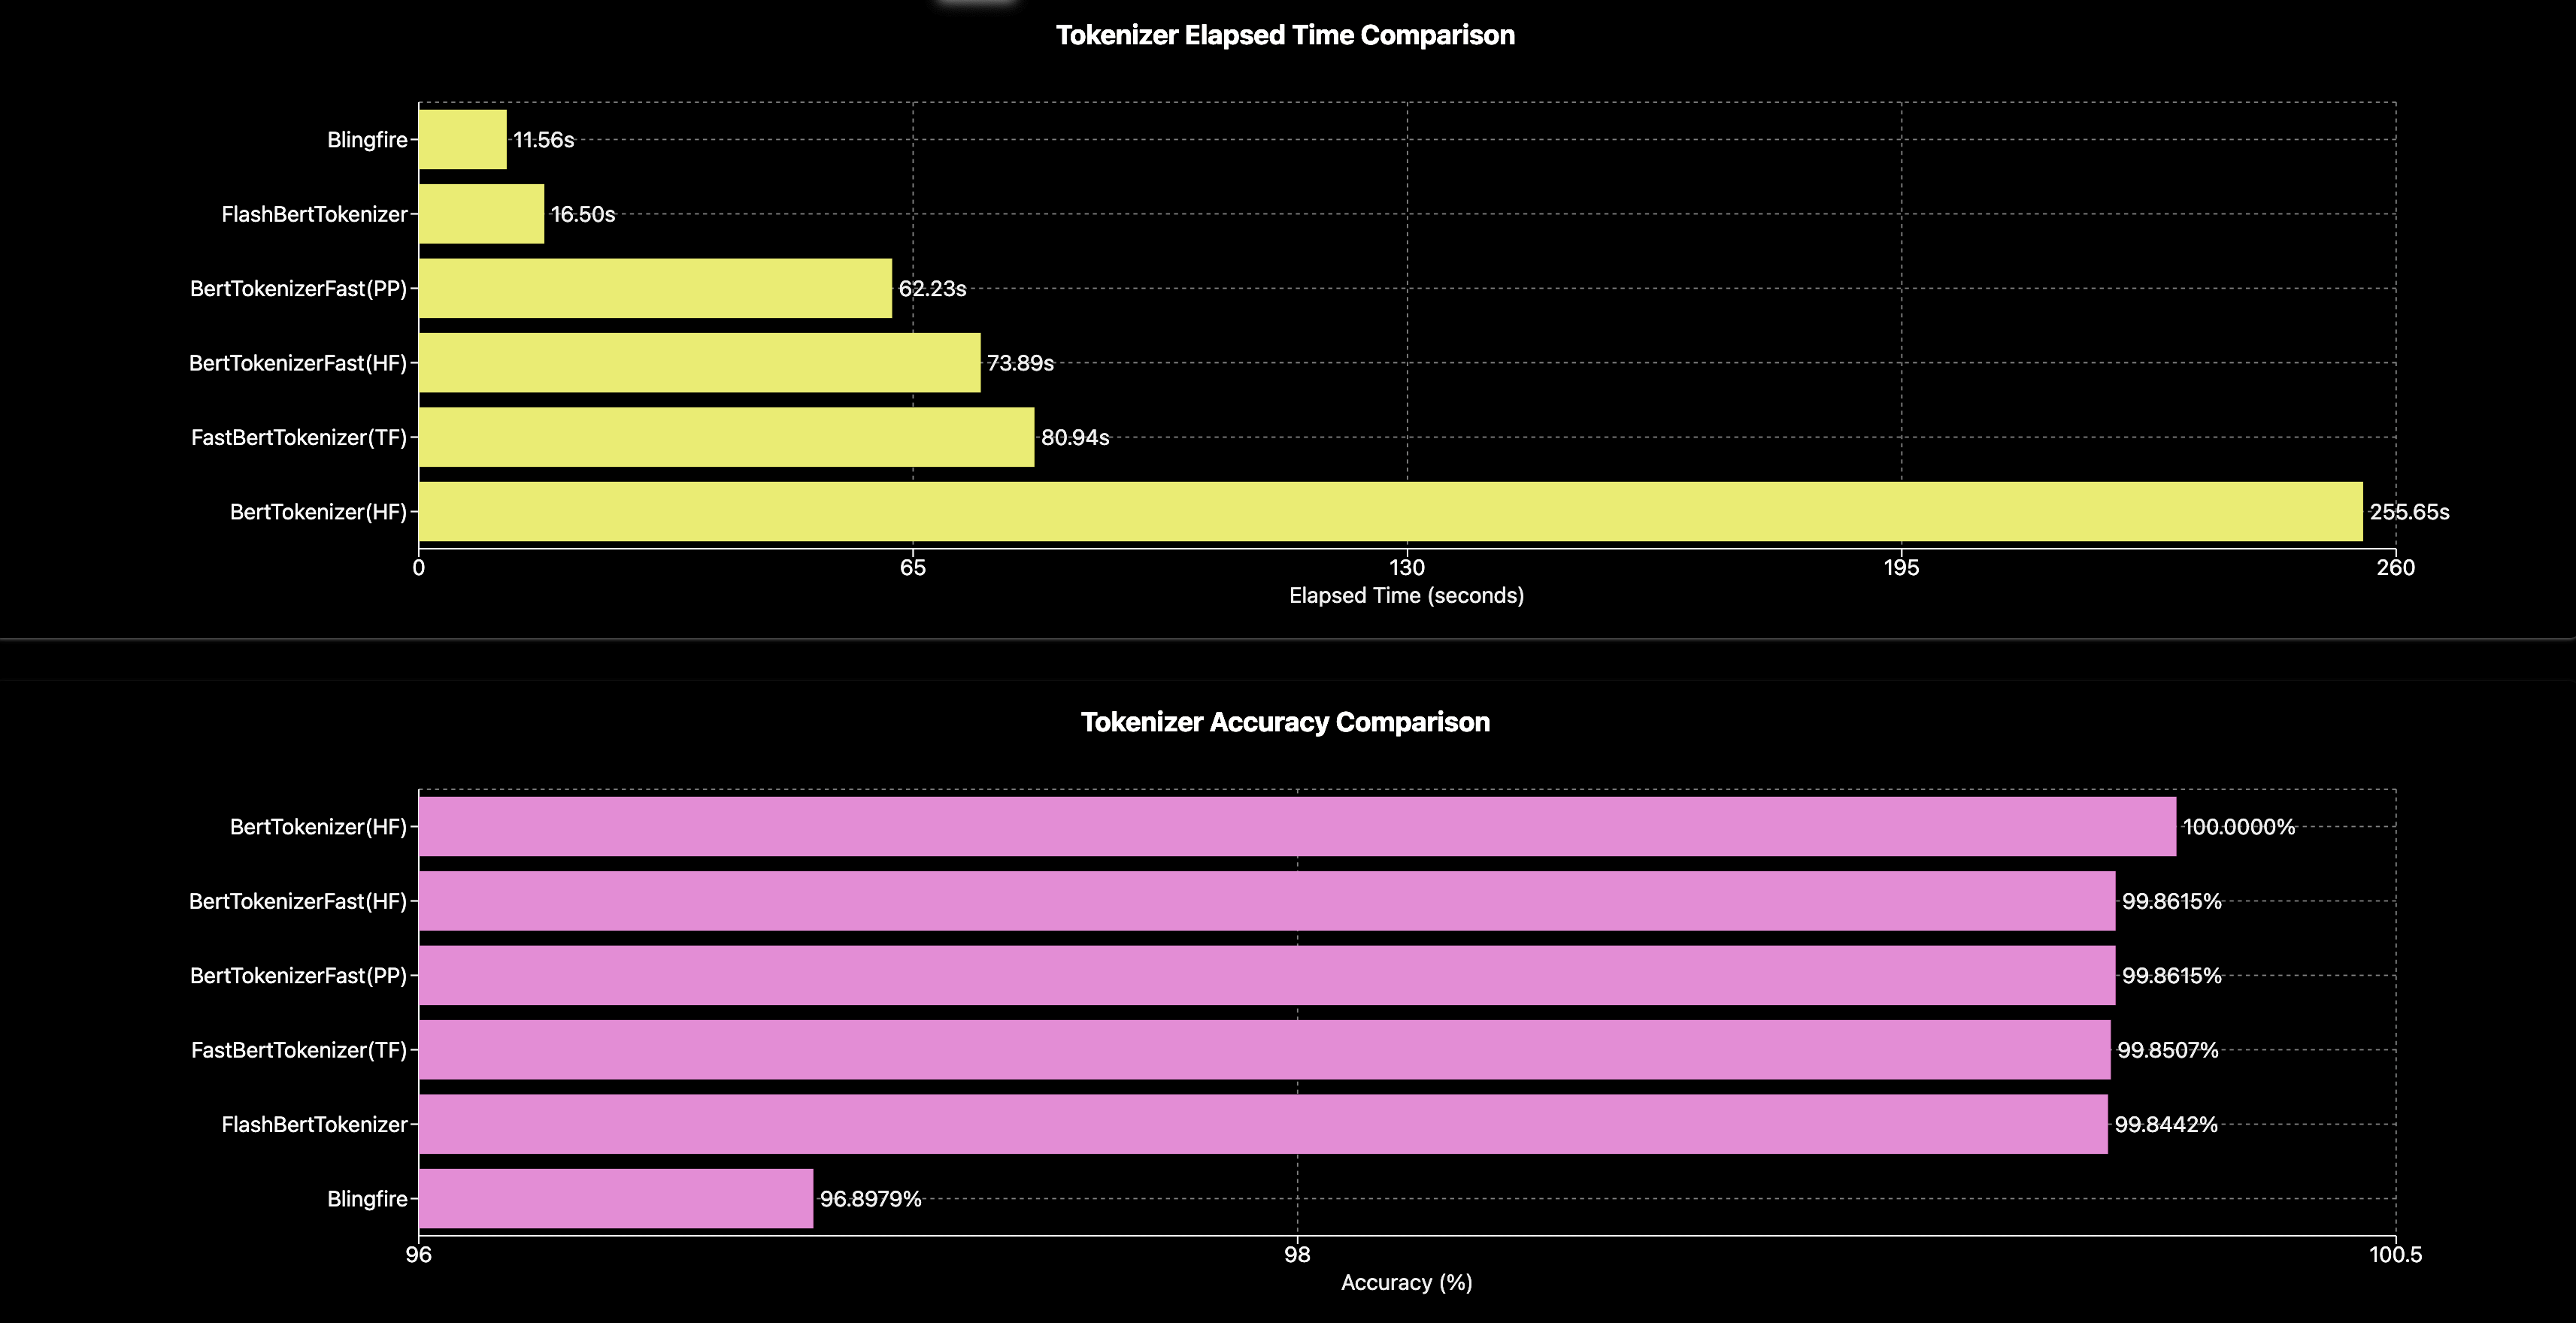 Tokenizer Elapsed Time Comparison
Blingfire
11.56s
FlashBertTokenizer
16.50s
BertTokenizerFast(PP)
62.23s
BertTokenizerFast(HF)
73.89s
FastBertTokenizer(TF)
80.94s
BertTokenizer(HF)
255.65s
0 65 130 195 260
Elapsed Time (seconds)
Tokenizer Accuracy Comparison
BertTokenizer(HF)
100.0000%
BertTokenizerFast(HF)
99.8615%
BertTokenizerFast(PP)
99.8615%
FastBertTokenizer(TF)
99.8507%
FlashBertTokenizer
99.8442%
Blingfire
96.8979%
96 98 100.5
Accuracy (%)